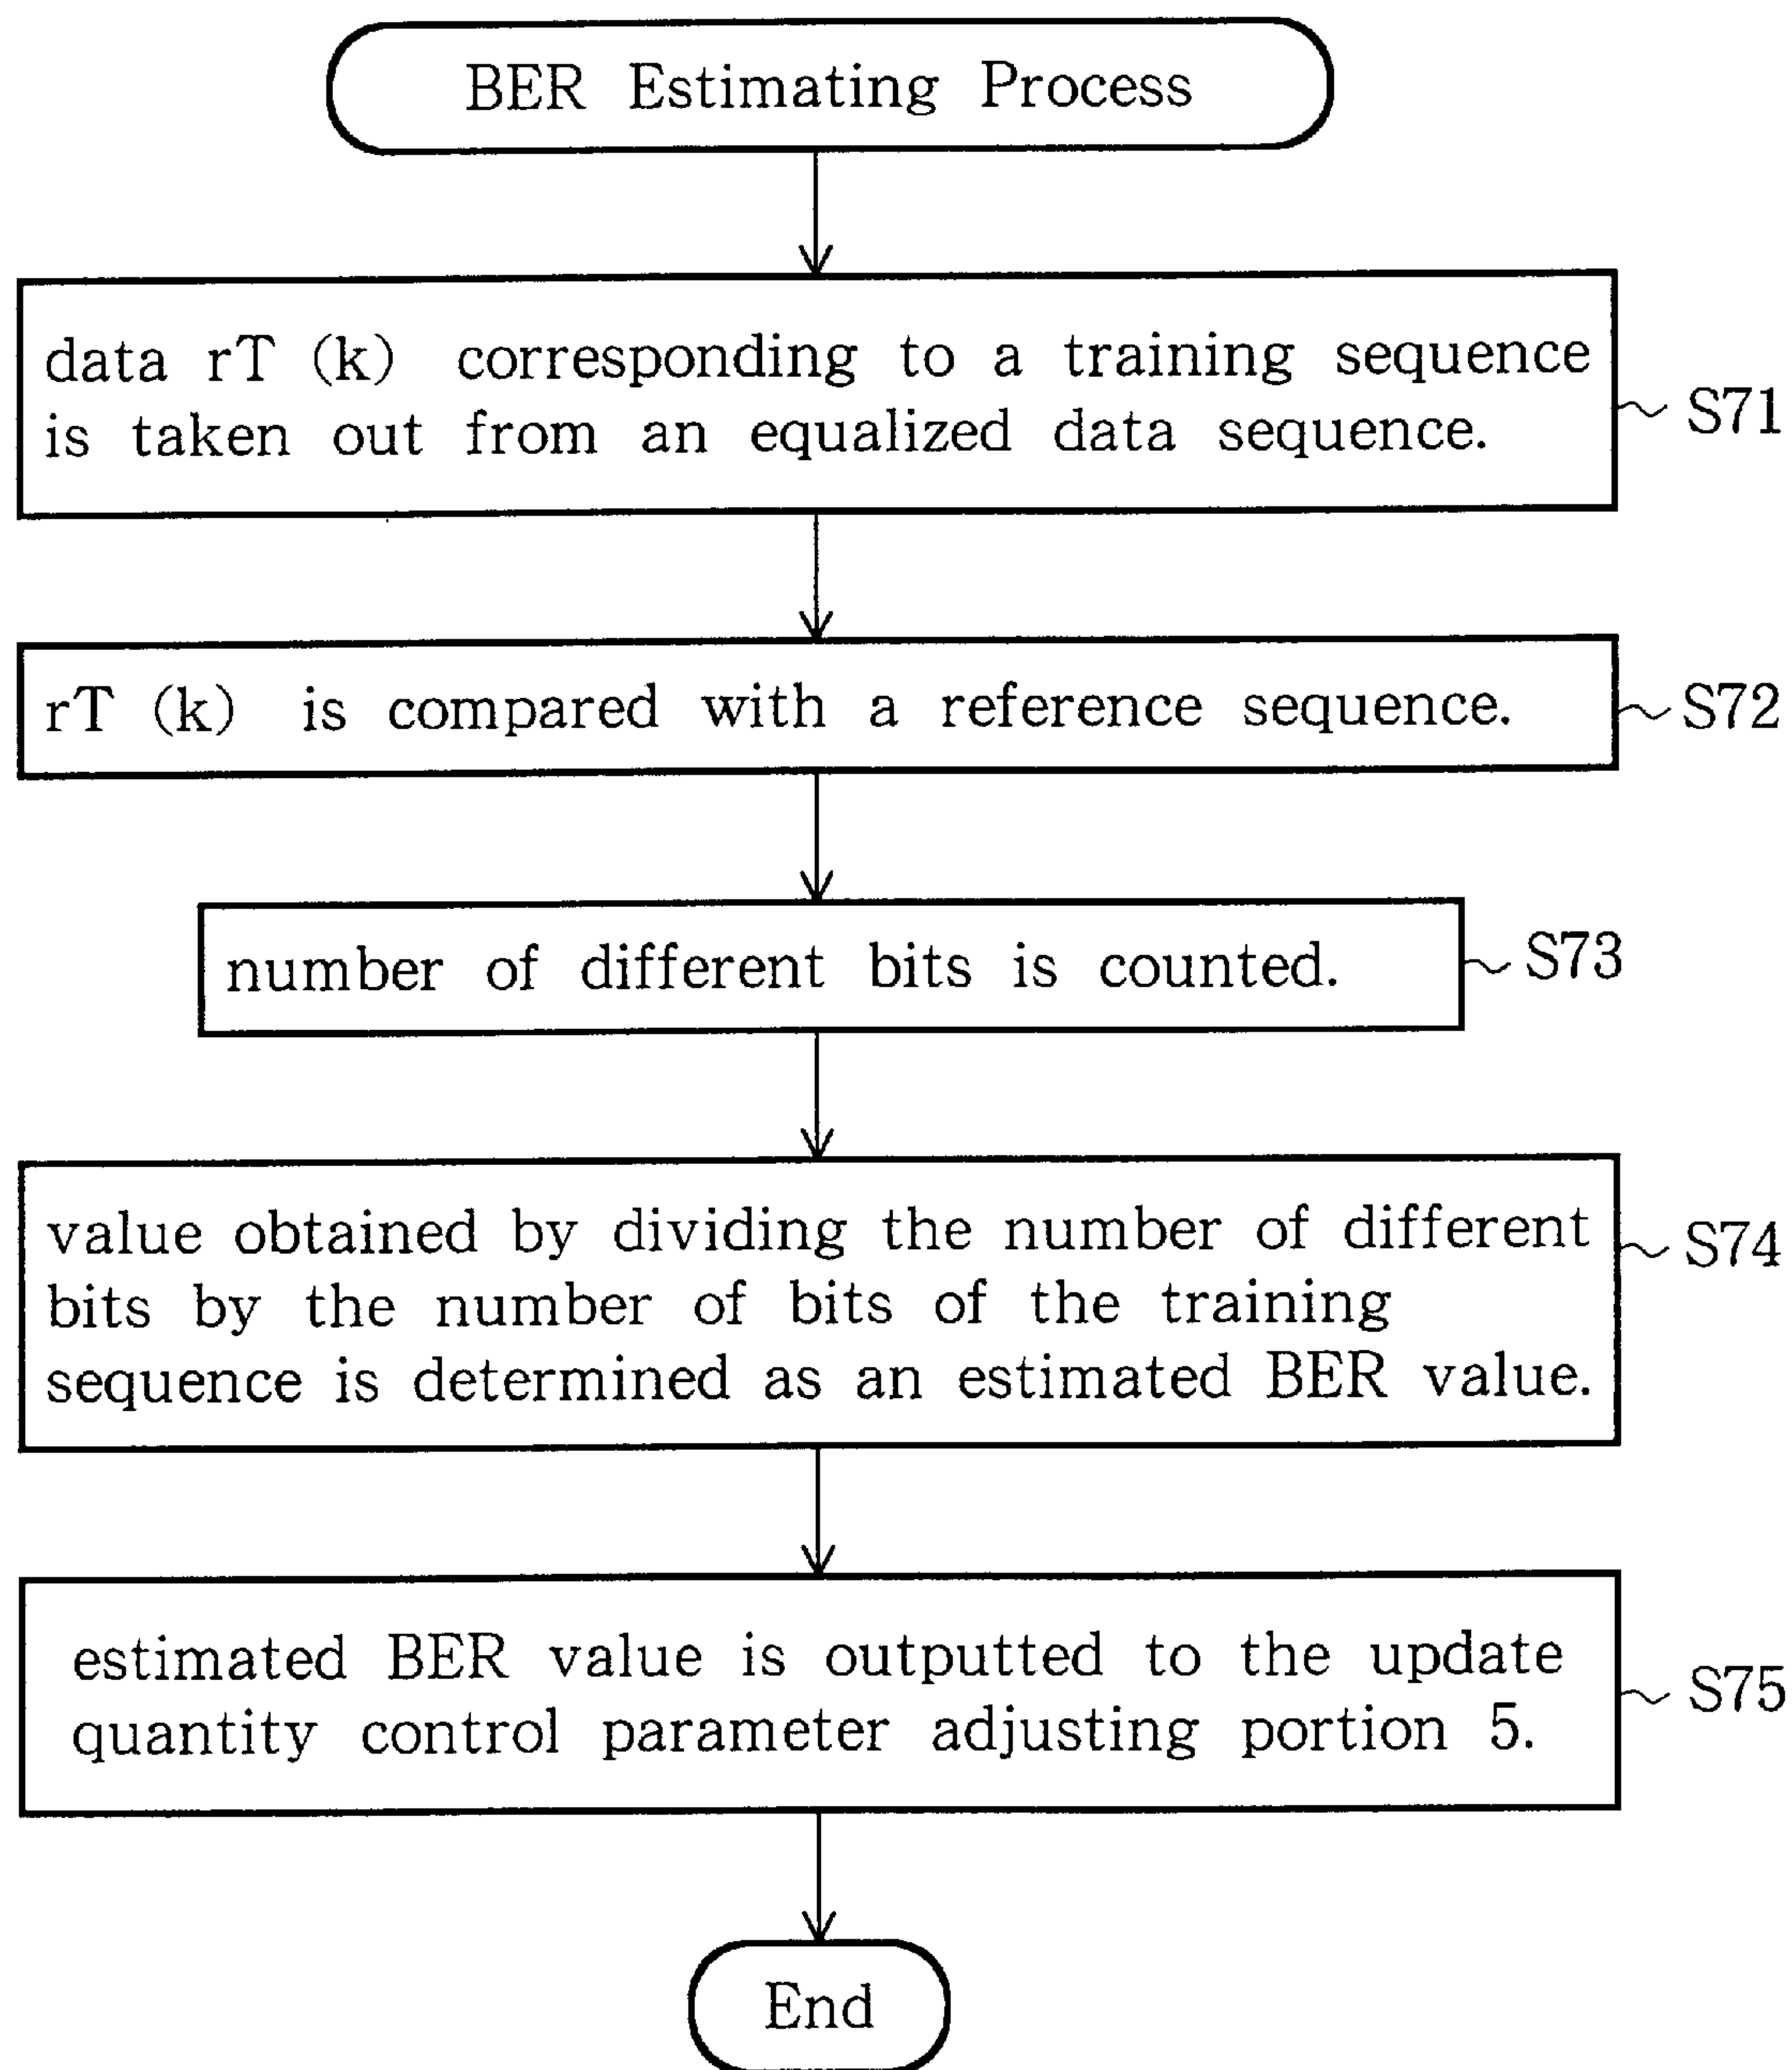 BER Estimating Process
data rT (k) corresponding to a training sequence
is taken out from an equalized data sequence.
S71
rT (k) is compared with a reference sequence.
S72
number of different bits is counted.
S73
value obtained by dividing the number of different
bits by the number of bits of the training
sequence is determined as an estimated BER value.
S74
estimated BER value is outputted to the update
quantity control parameter adjusting portion 5.
S75
End